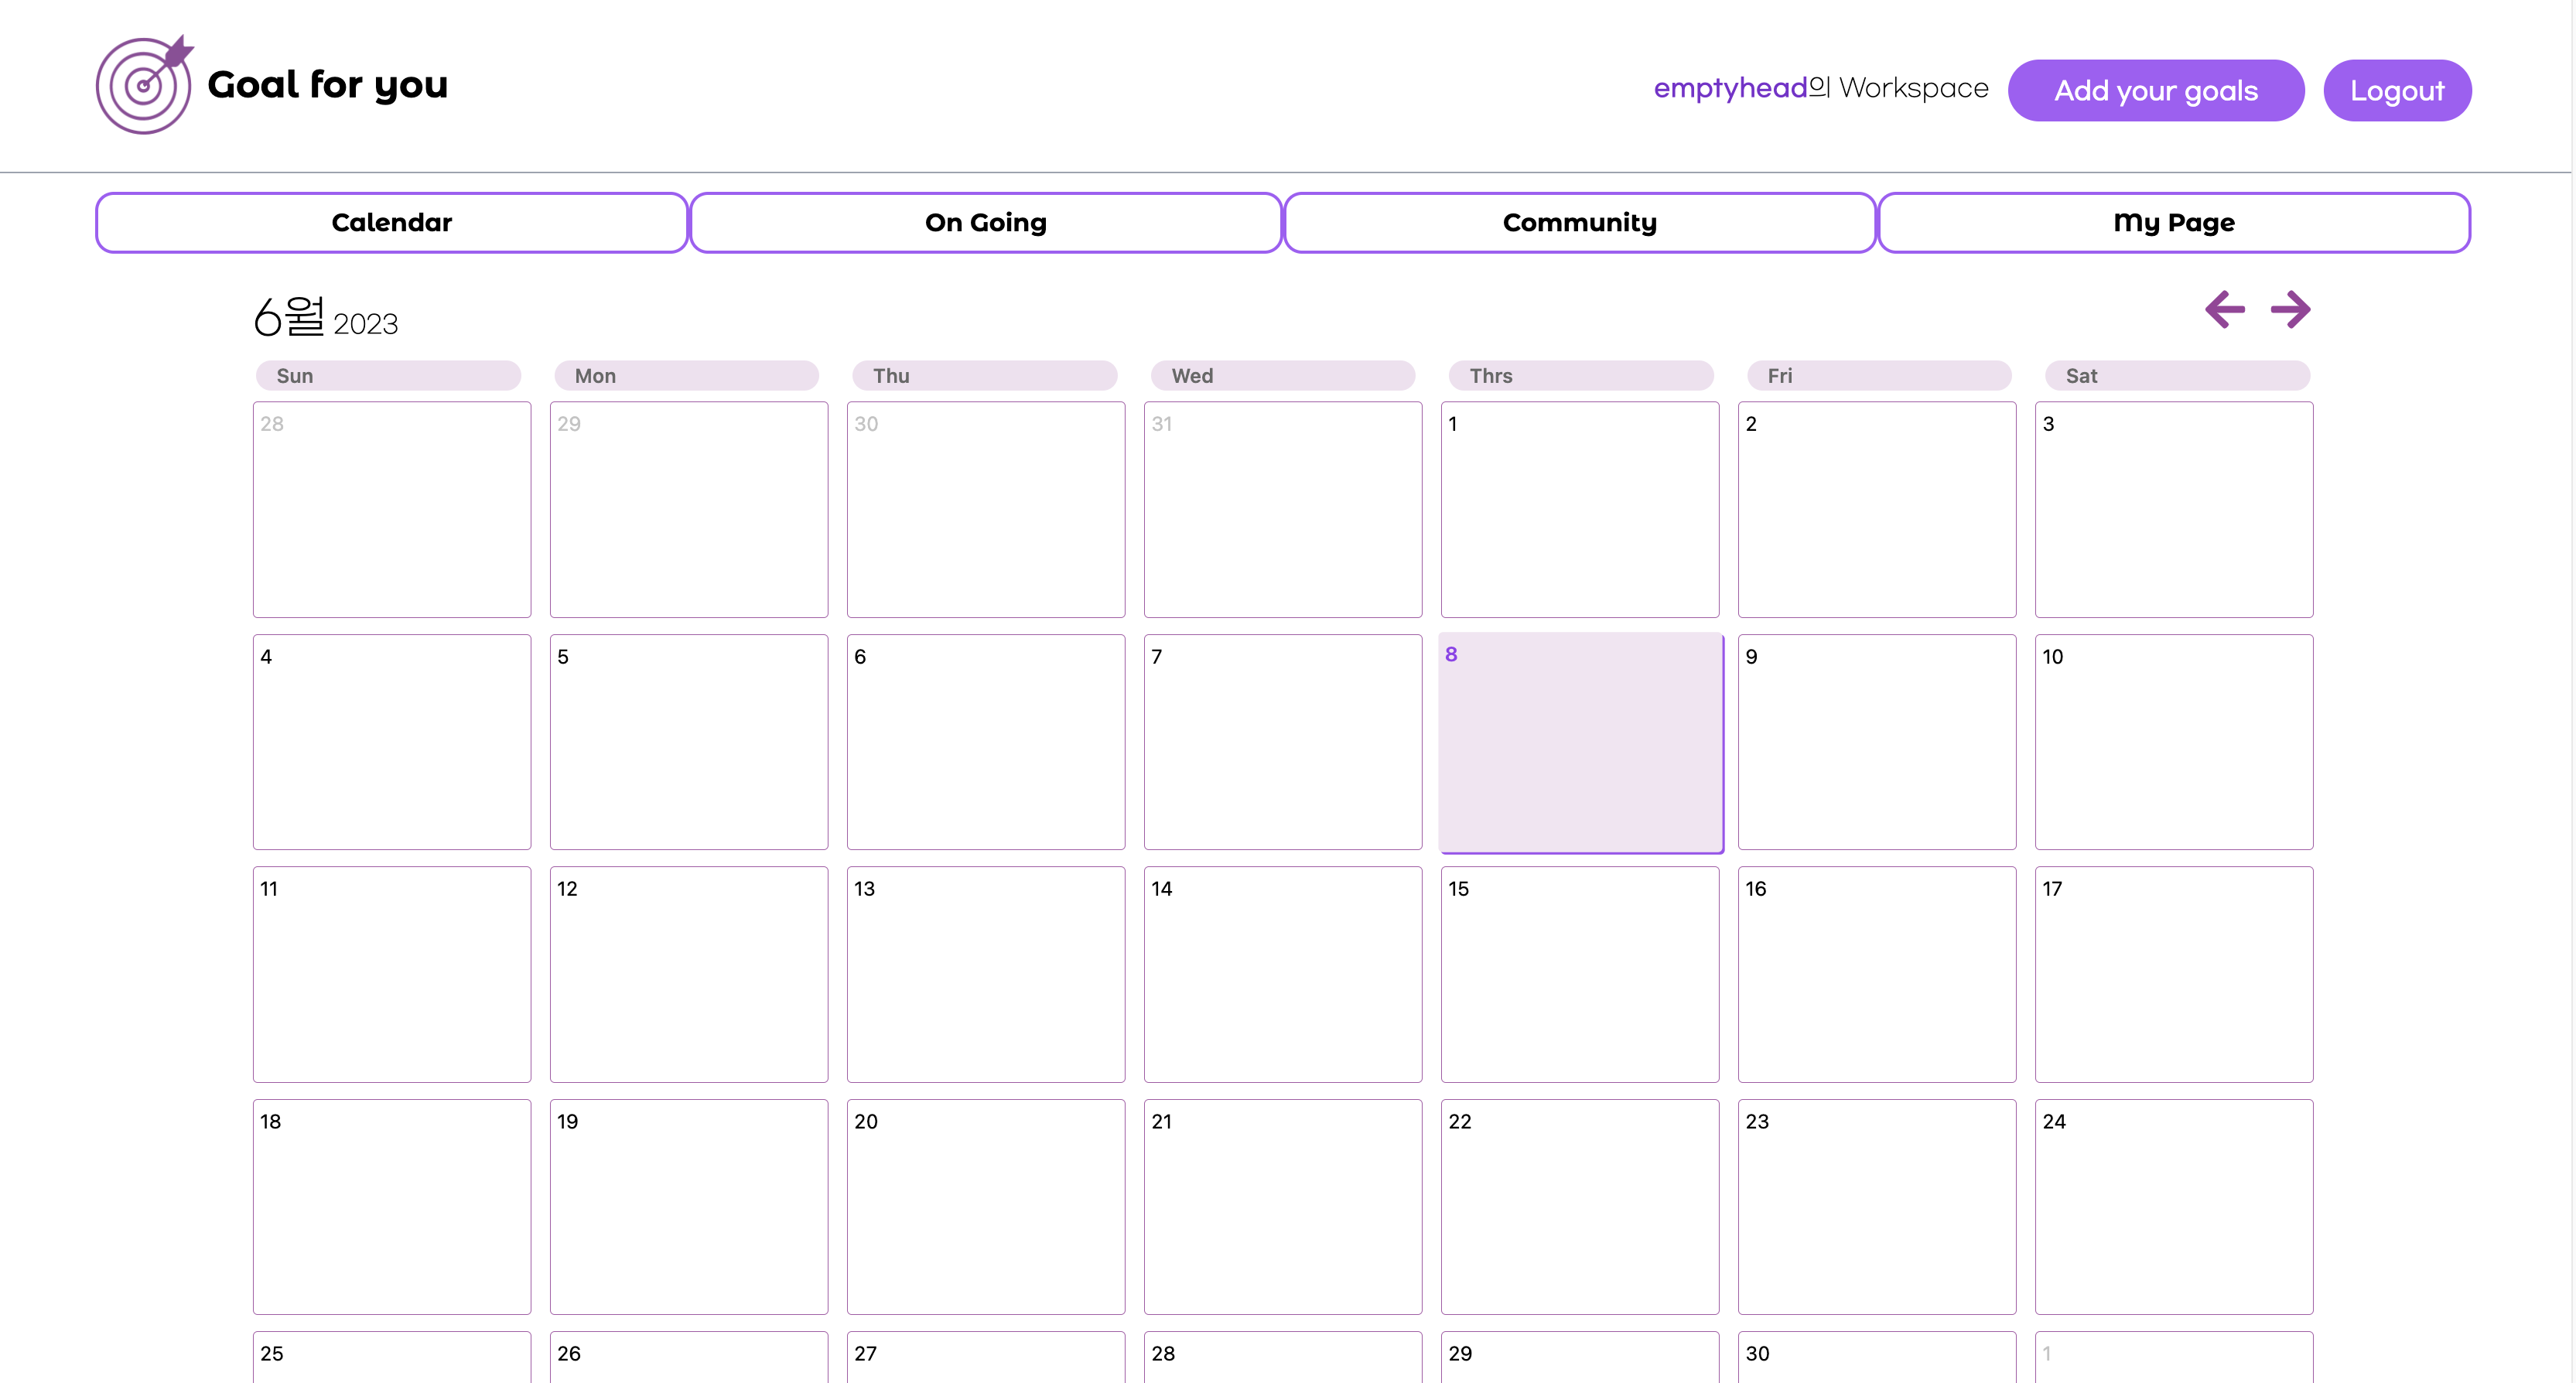 Goal for you
emptyhead의 Workspace Add your goals Logout
Calendar On Going Community My Page
6월 2023
Sun Mon Thu Wed Thrs Fri Sat
28 29 30 31 1 2 3
4 5 6 7 8 9 10
11 12 13 14 15 16 17
18 19 20 21 22 23 24
25 26 27 28 29 30 1